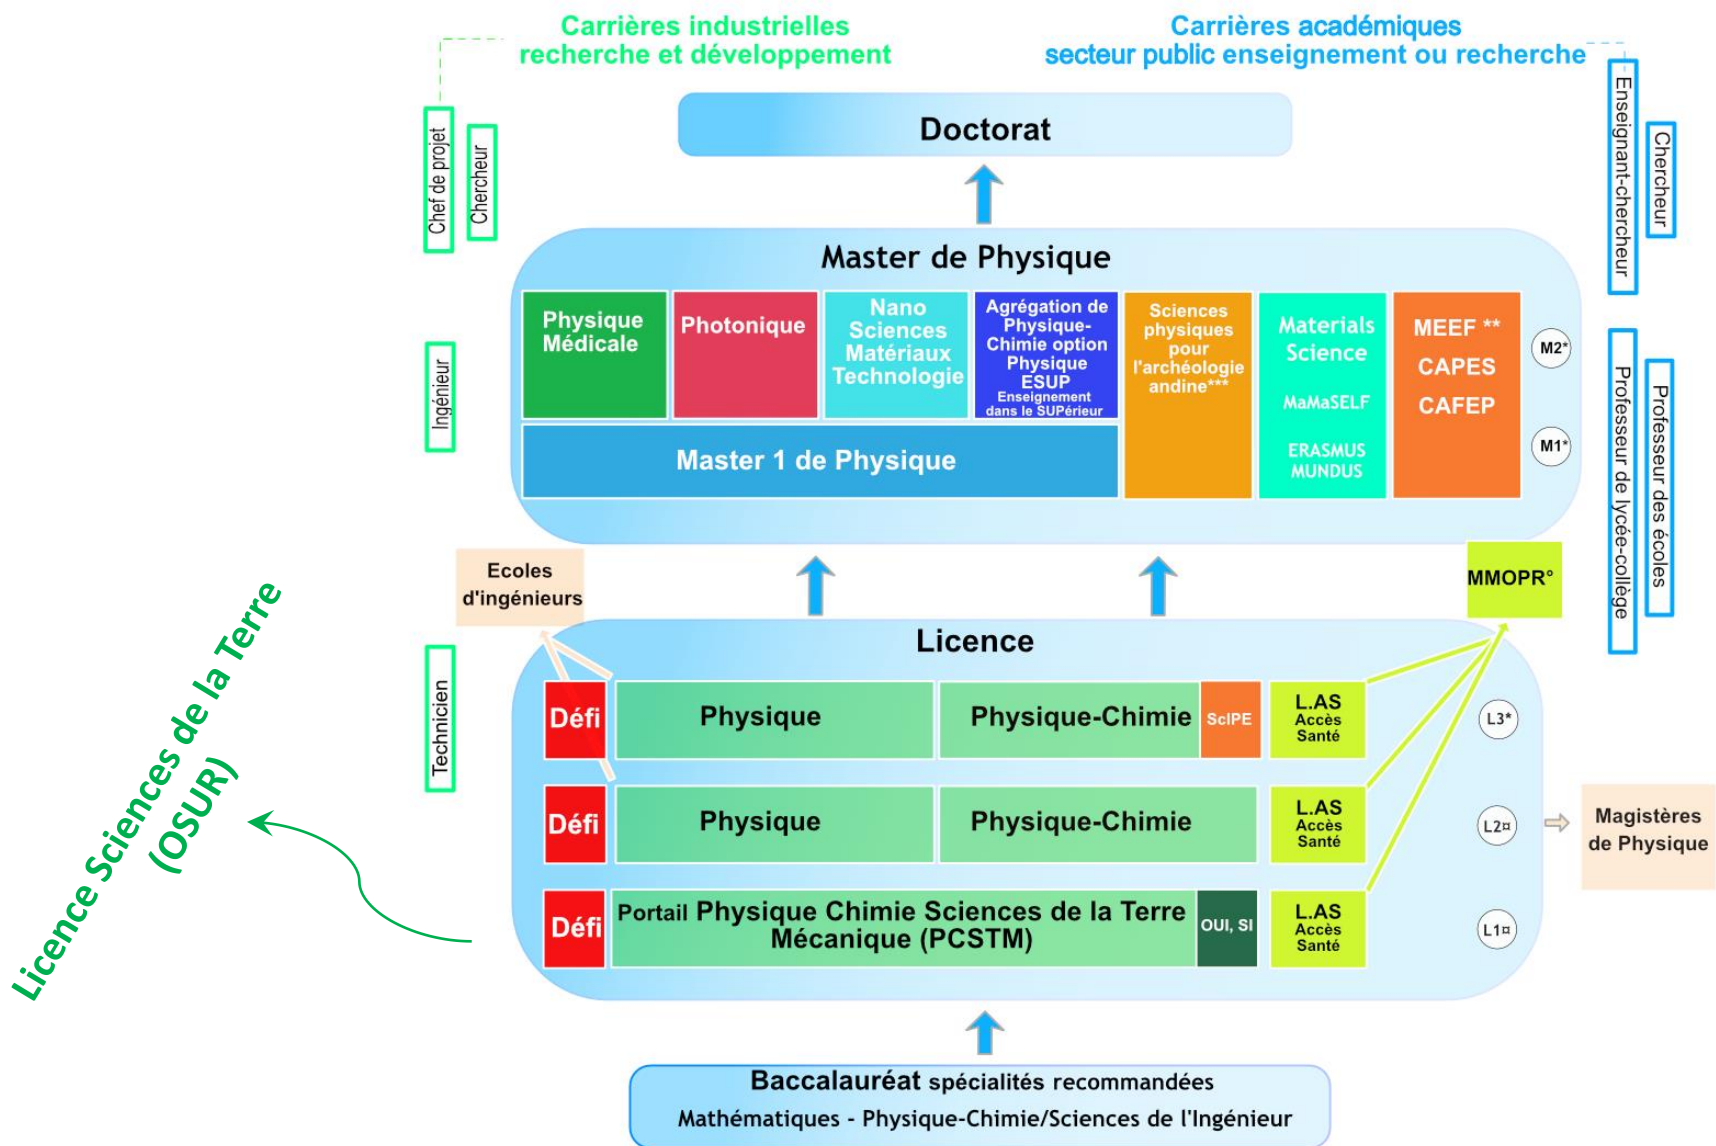 Carrières industrielles
recherche et développement
Carrières académiques
secteur public enseignement ou recherche
Chef de projet
Chercheur
Doctorat
Enseignant-chercheur
Chercheur
Master de Physique
Ingénieur
Physique
Médicale
Photonique
Nano
Sciences
Matériaux
Technologie
Agrégation de
Physique-
Chimie option
Physique
ESUP
Enseignement
dans le SUPérieur
Sciences
physiques
pour
l'archéologie
andine***
Materials
Science
MaMaSELF
ERASMUS
MUNDUS
MEEF **
CAPES
CAFEP
M2*
M1*
Master 1 de Physique
Professeur de lycée-collège
Professeur des écoles
Ecoles
d'ingénieurs
MMOPR°
Licence
Technicien
Défi
Physique
Physique-Chimie
ScIPE
L.AS
Accès
Santé
L3*
Défi
Physique
Physique-Chimie
L.AS
Accès
Santé
L2¤
Magistères
de Physique
Défi
Portail Physique Chimie Sciences de la Terre
Mécanique (PCSTM)
OUI, SI
L.AS
Accès
Santé
L1¤
Licence Sciences de la Terre
(OSUR)
Baccalauréat spécialités recommandées
Mathématiques - Physique-Chimie/Sciences de l'Ingénieur